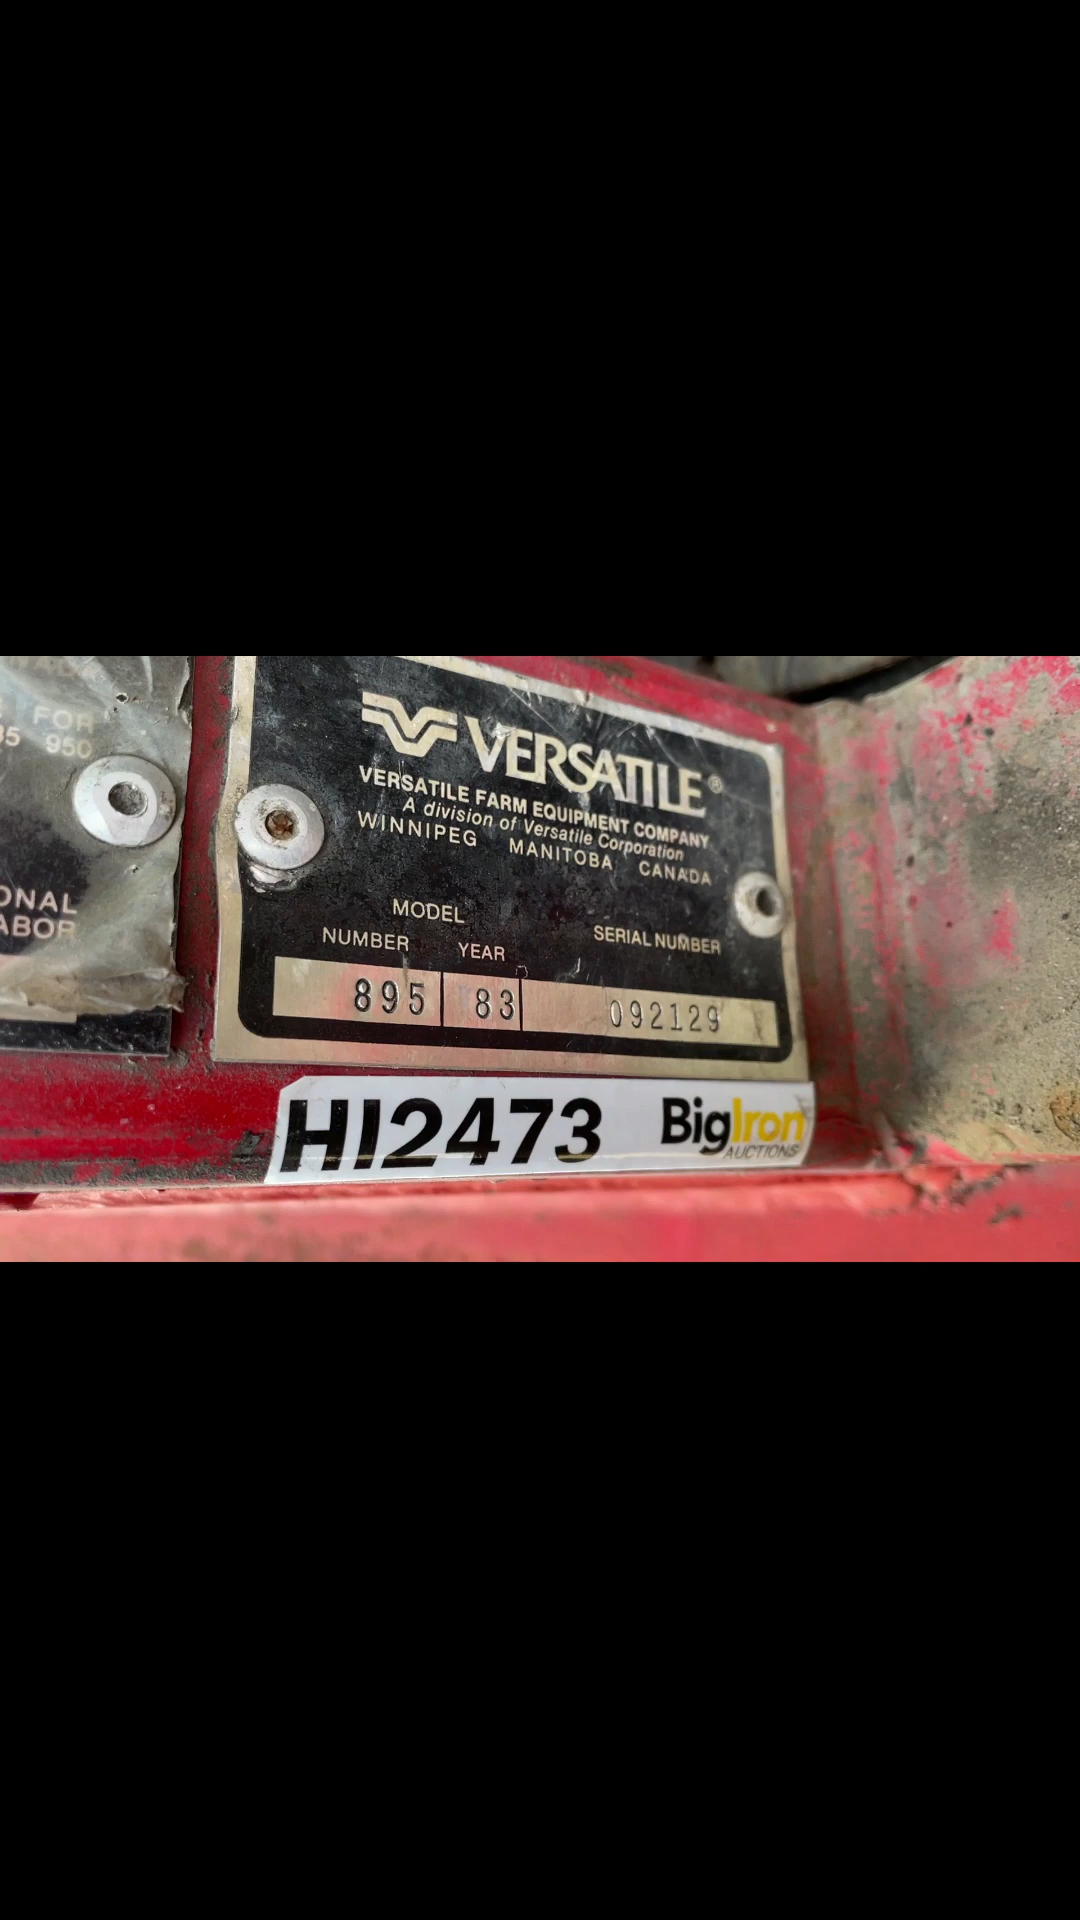 FOR
950
ONAL
ABOR
VERSATILE®
VERSATILE FARM EQUIPMENT COMPANY
A division of Versatile Corporation
WINNIPEG MANITOBA CANADA
MODEL
NUMBER YEAR SERIAL NUMBER
895 83 092129
HI2473 BigIron
AUCTIONS